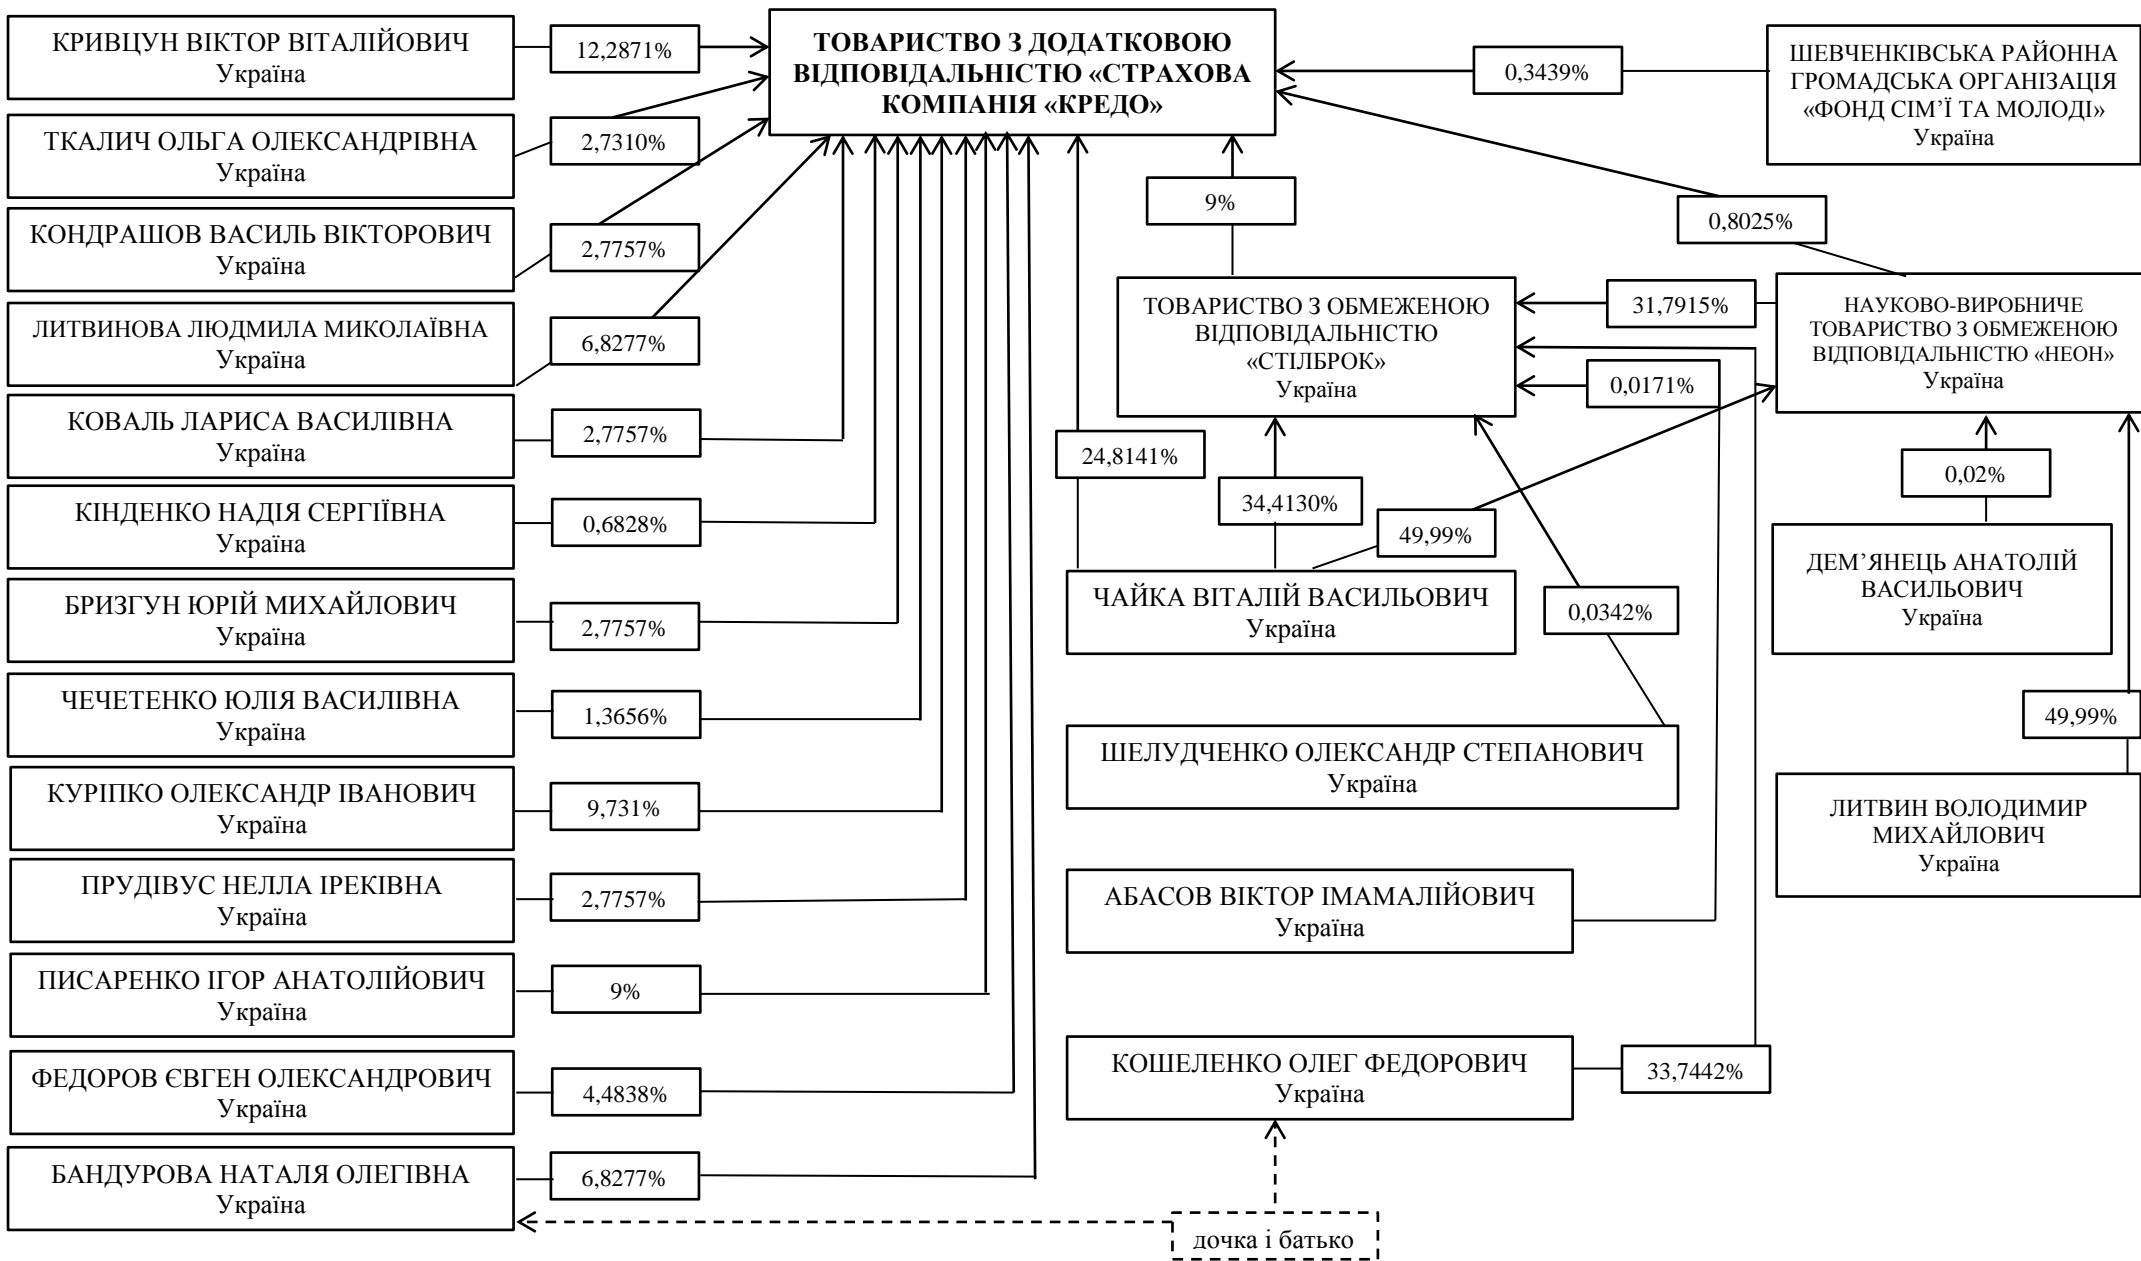 КРИВЦУН ВІКТОР ВІТАЛІЙОВИЧ
Україна
12,2871%
ТОВАРИСТВО З ДОДАТКОВОЮ
ВІДПОВІДАЛЬНІСТЮ «СТРАХОВА
КОМПАНІЯ «КРЕДО»
0,3439%
ШЕВЧЕНКІВСЬКА РАЙОННА
ГРОМАДСЬКА ОРГАНІЗАЦІЯ
«ФОНД СІМ’Ї ТА МОЛОДІ»
Україна
ТКАЛИЧ ОЛЬГА ОЛЕКСАНДРІВНА
Україна
2,7310%
КОНДРАШОВ ВАСИЛЬ ВІКТОРОВИЧ
Україна
2,7757%
9%
0,8025%
ЛИТВИНОВА ЛЮДМИЛА МИКОЛАЇВНА
Україна
6,8277%
ТОВАРИСТВО З ОБМЕЖЕНОЮ
ВІДПОВІДАЛЬНІСТЮ
«СТІЛБРОК»
Україна
31,7915%
0,0171%
НАУКОВО-ВИРОБНИЧЕ
ТОВАРИСТВО З ОБМЕЖЕНОЮ
ВІДПОВІДАЛЬНІСТЮ «НЕОН»
Україна
КОВАЛЬ ЛАРИСА ВАСИЛІВНА
Україна
2,7757%
24,8141%
34,4130%
49,99%
0,02%
КІНДЕНКО НАДІЯ СЕРГІЇВНА
Україна
0,6828%
БРИЗГУН ЮРІЙ МИХАЙЛОВИЧ
Україна
2,7757%
ЧАЙКА ВІТАЛІЙ ВАСИЛЬОВИЧ
Україна
0,0342%
ДЕМ’ЯНЕЦЬ АНАТОЛІЙ
ВАСИЛЬОВИЧ
Україна
ЧЕЧЕТЕНКО ЮЛІЯ ВАСИЛІВНА
Україна
1,3656%
ШЕЛУДЧЕНКО ОЛЕКСАНДР СТЕПАНОВИЧ
Україна
49,99%
КУРІПКО ОЛЕКСАНДР ІВАНОВИЧ
Україна
9,731%
ЛИТВИН ВОЛОДИМИР
МИХАЙЛОВИЧ
Україна
ПРУДІВУС НЕЛЛА ІРЕКІВНА
Україна
2,7757%
АБАСОВ ВІКТОР ІМАМАЛІЙОВИЧ
Україна
ПИСАРЕНКО ІГОР АНАТОЛІЙОВИЧ
Україна
9%
ФЕДОРОВ ЄВГЕН ОЛЕКСАНДРОВИЧ
Україна
4,4838%
КОШЕЛЕНКО ОЛЕГ ФЕДОРОВИЧ
Україна
33,7442%
БАНДУРОВА НАТАЛЯ ОЛЕГІВНА
Україна
6,8277%
дочка і батько